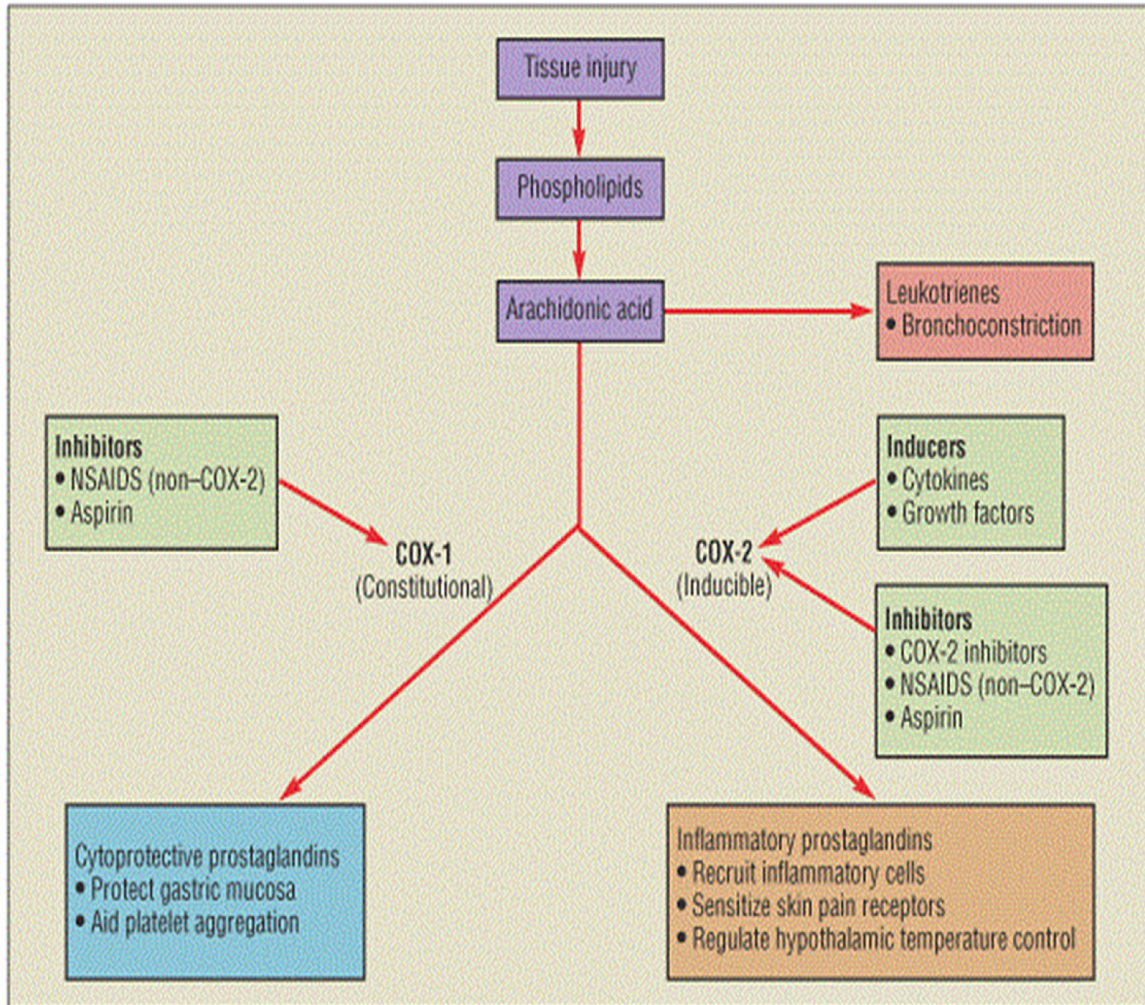 Tissue injury
Phospholipids
Arachidonic acid
Leukotrienes
• Bronchoconstriction
Inhibitors
• NSAIDS (non–COX-2)
• Aspirin
COX-1
(Constitutional)
COX-2
(Inducible)
Inducers
• Cytokines
• Growth factors
Inhibitors
• COX-2 inhibitors
• NSAIDS (non–COX-2)
• Aspirin
Cytoprotective prostaglandins
• Protect gastric mucosa
• Aid platelet aggregation
Inflammatory prostaglandins
• Recruit inflammatory cells
• Sensitize skin pain receptors
• Regulate hypothalamic temperature control